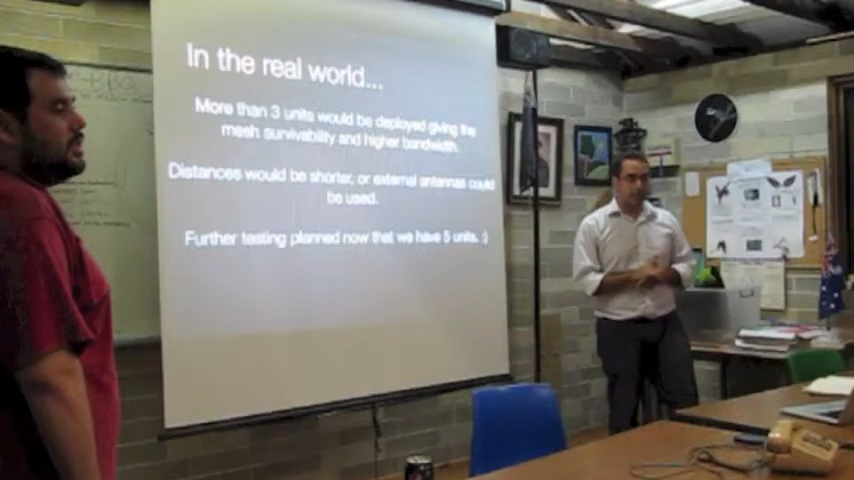 In the real world...
More than 3 units would be deployed giving the
mesh survivability and higher bandwidth.
Distances would be shorter, or external antennas could
be used.
Further testing planned now that we have 5 units. :)